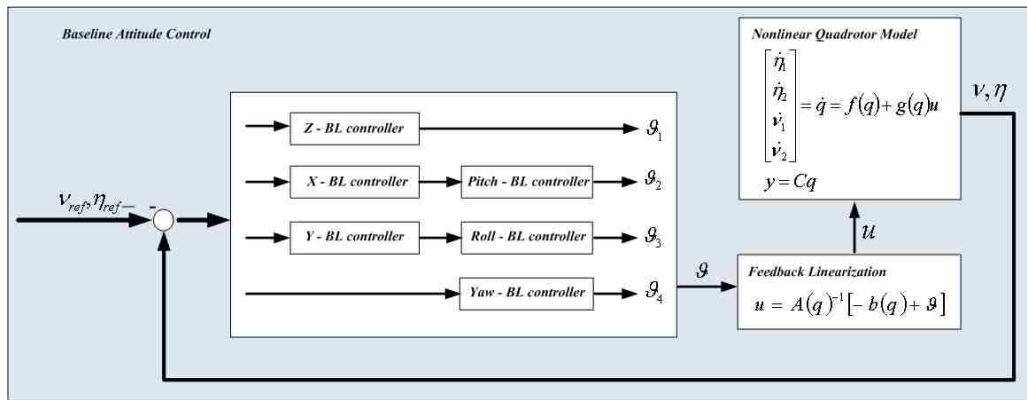 Baseline Attitude Control
Nonlinear Quadrotor Model
[η̇₁ η̇₂ ν̇₁ ν̇₂] = q̇ = f(q)+ g(q)u
y = Cq
ν, η
Z - BL controller
ϑ₁
X - BL controller
Pitch - BL controller
ϑ₂
Y - BL controller
Roll - BL controller
ϑ₃
Yaw - BL controller
ϑ₄
ν_ref, η_ref
- -
ϑ
u
Feedback Linearization
u = A(q)⁻¹[- b(q)+ ϑ]